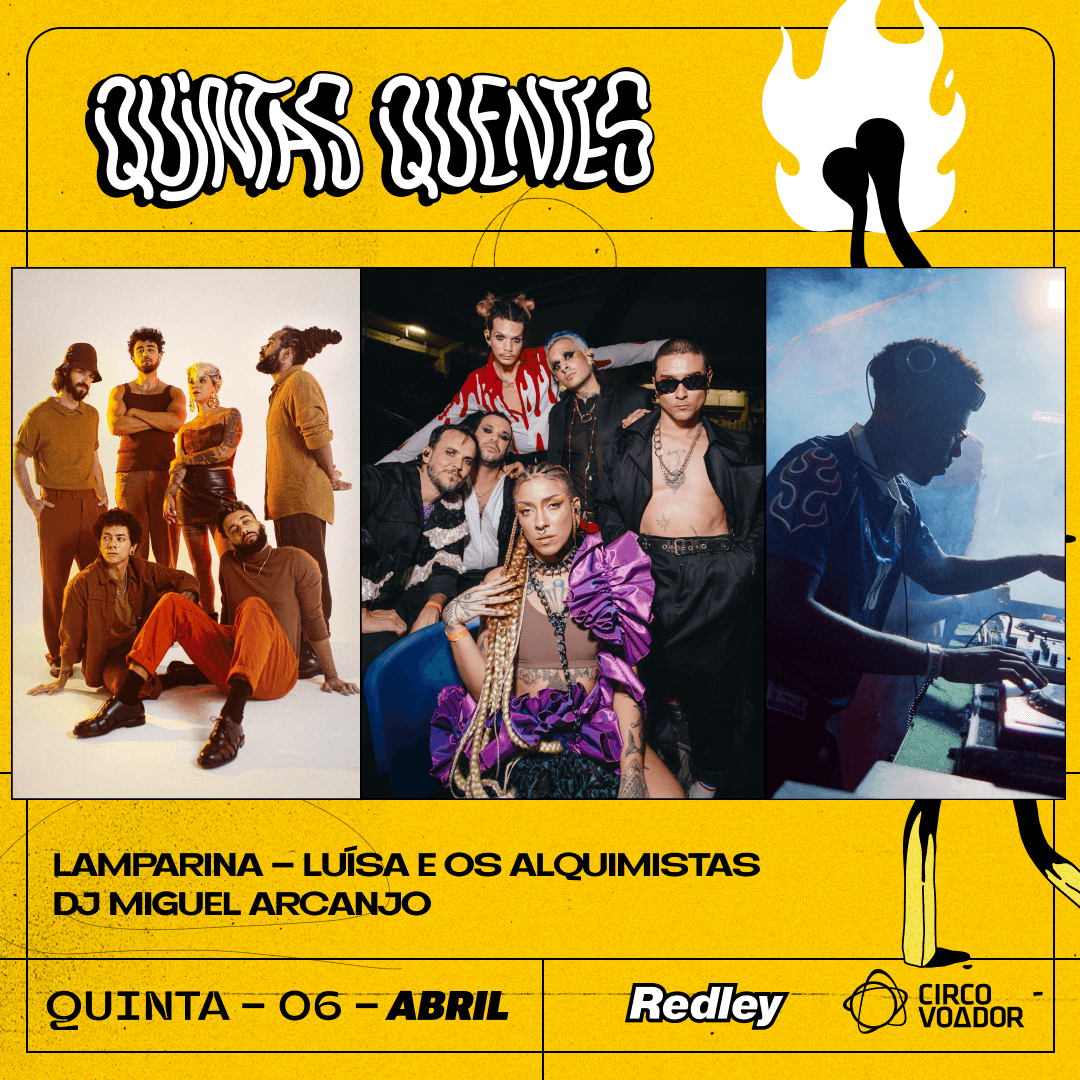 QUINTAS QUENTES
LAMPARINA – LUÍSA E OS ALQUIMISTAS
DJ MIGUEL ARCANJO
QUINTA – 06 – ABRIL
Redley
CIRCO
VOADOR